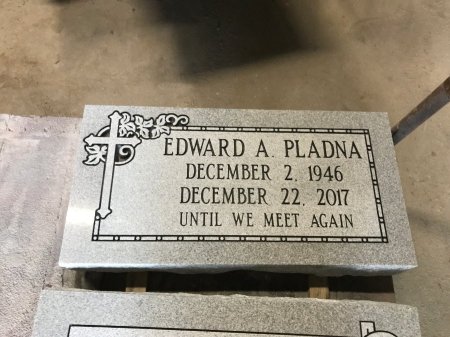 EDWARD A. PLADNA
DECEMBER 2, 1946
DECEMBER 22, 2017
UNTIL WE MEET AGAIN